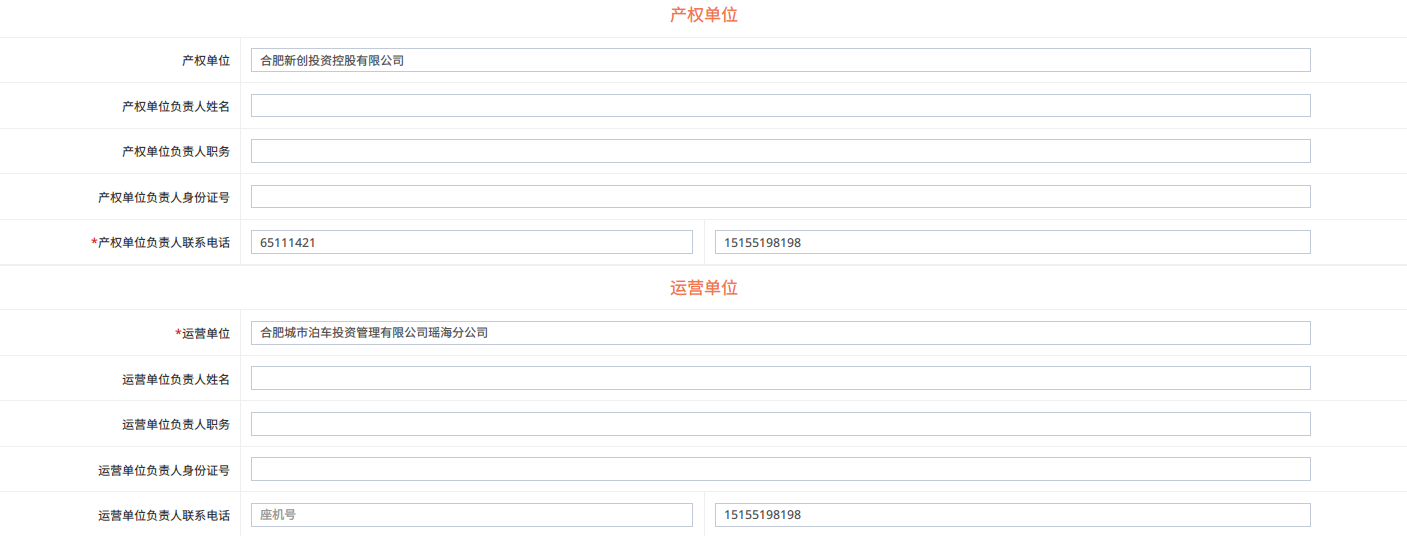 产权单位
产权单位 合肥新创投资控股有限公司
产权单位负责人姓名
产权单位负责人职务
产权单位负责人身份证号
*产权单位负责人联系电话 65111421 15155198198
运营单位
*运营单位 合肥城市泊车投资管理有限公司瑶海分公司
运营单位负责人姓名
运营单位负责人职务
运营单位负责人身份证号
运营单位负责人联系电话 座机号 15155198198